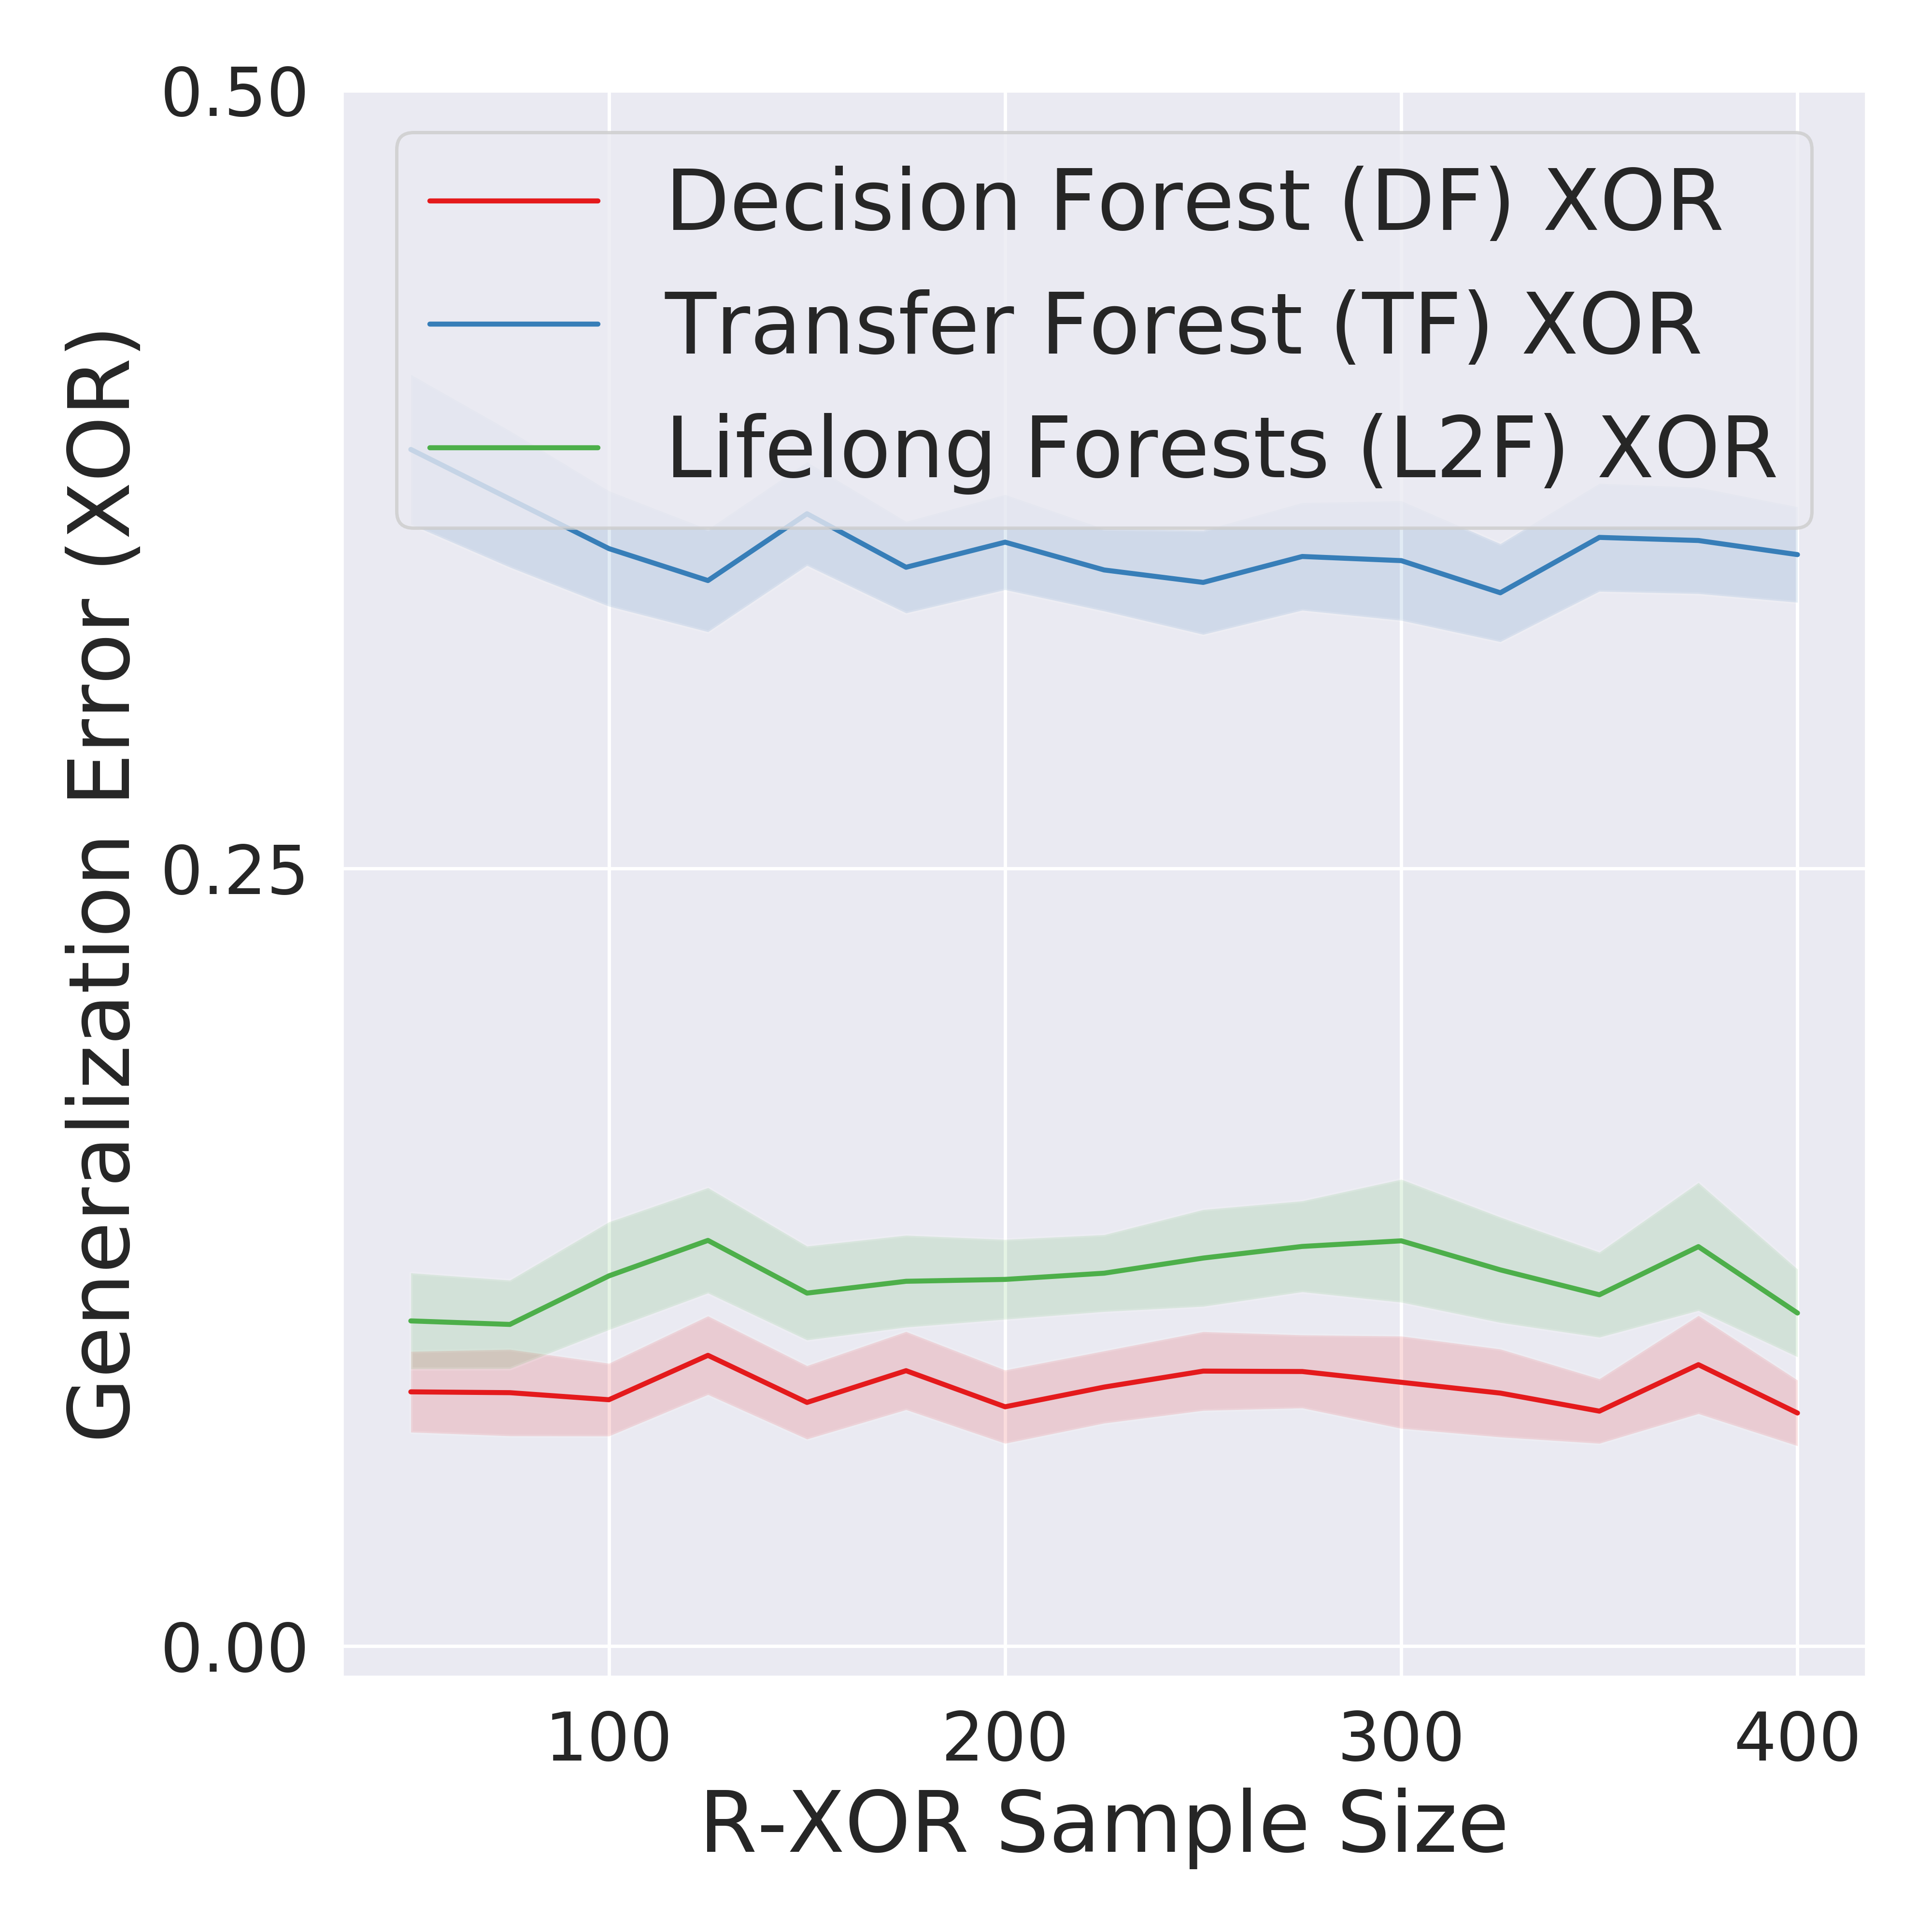 0.50
0.25
0.00
Generalization Error (XOR)
Decision Forest (DF) XOR
Transfer Forest (TF) XOR
Lifelong Forests (L2F) XOR
100 200 300 400
R-XOR Sample Size